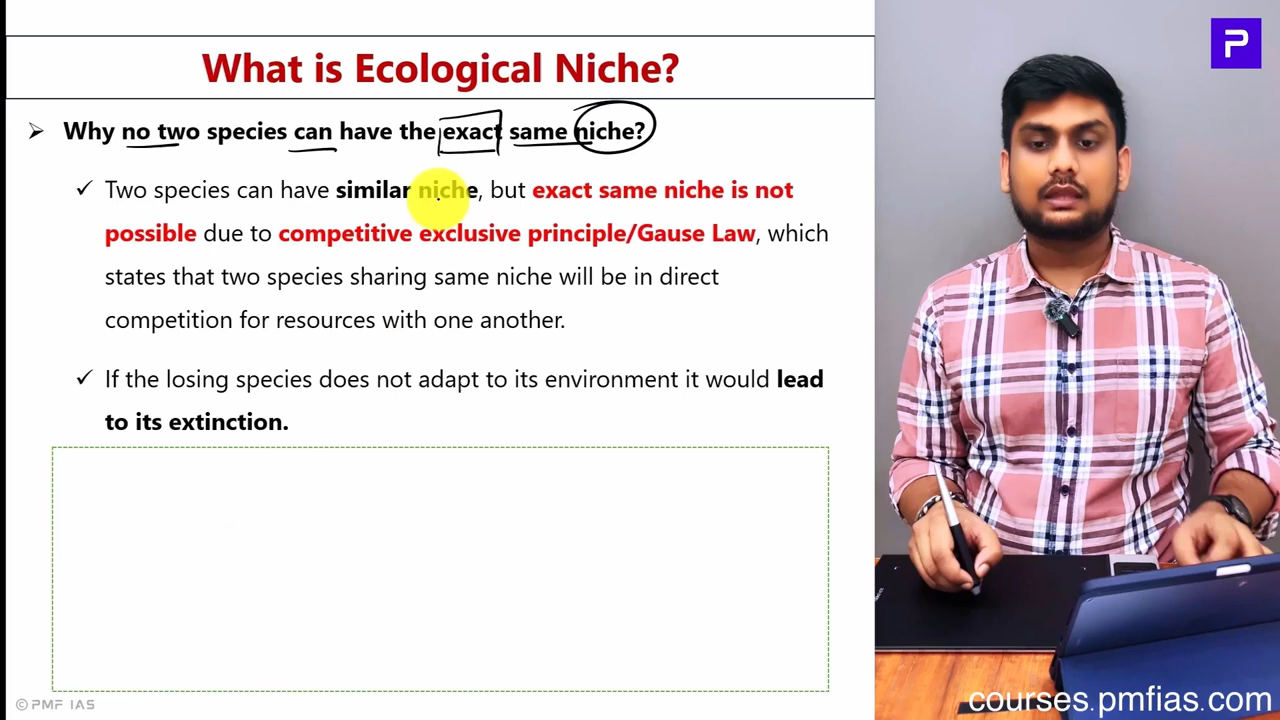 What is Ecological Niche?
Why no two species can have the exact same niche?
Two species can have similar niche, but exact same niche is not
possible due to competitive exclusive principle/Gause Law, which
states that two species sharing same niche will be in direct
competition for resources with one another.
If the losing species does not adapt to its environment it would lead
to its extinction.
© PMF IAS
P
courses.pmfias.com